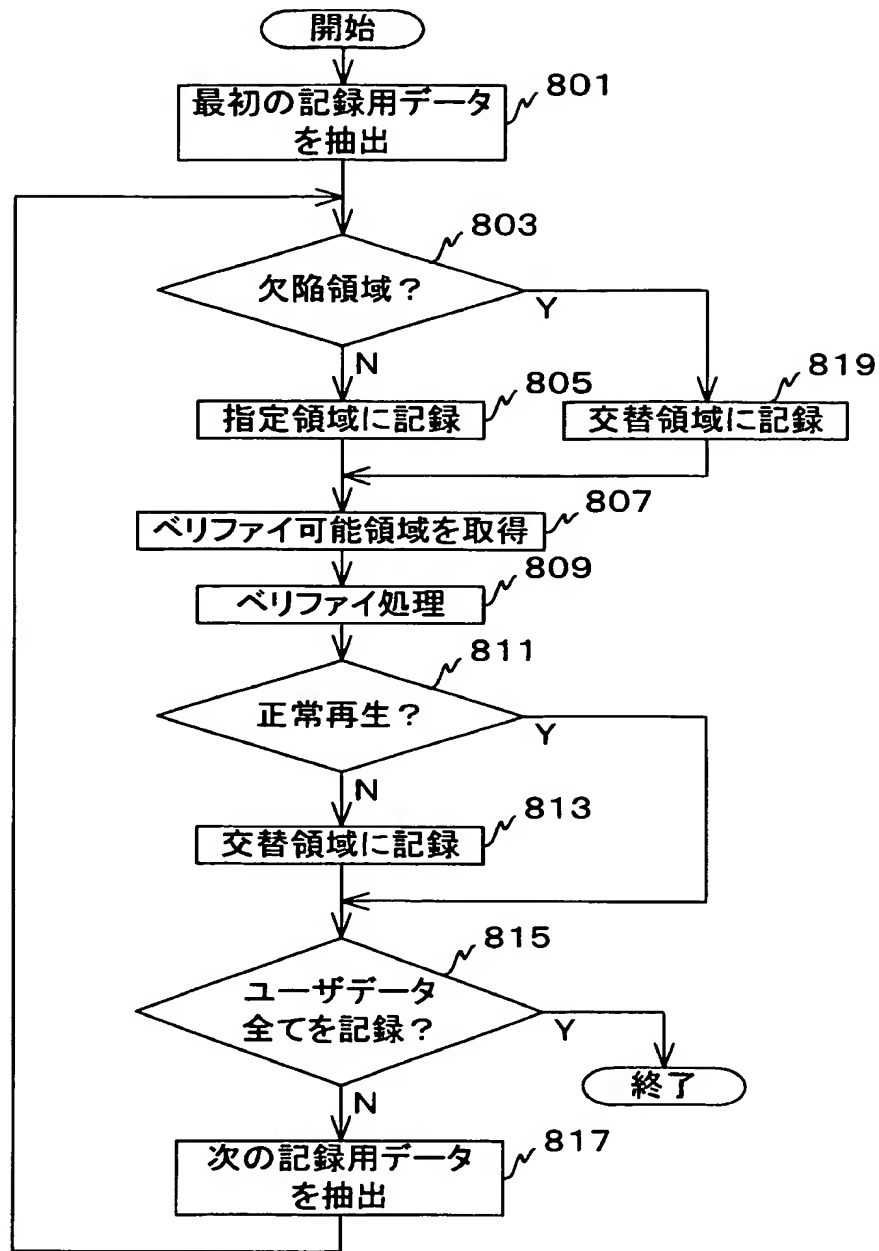 開始
最初の記録用データ
を抽出
801
欠陥領域?
803
Y
N
指定領域に記録
805
交替領域に記録
819
ベリファイ可能領域を取得
807
ベリファイ処理
809
正常再生?
811
Y
N
交替領域に記録
813
ユーザデータ
全てを記録?
815
Y
N
終了
次の記録用データ
を抽出
817